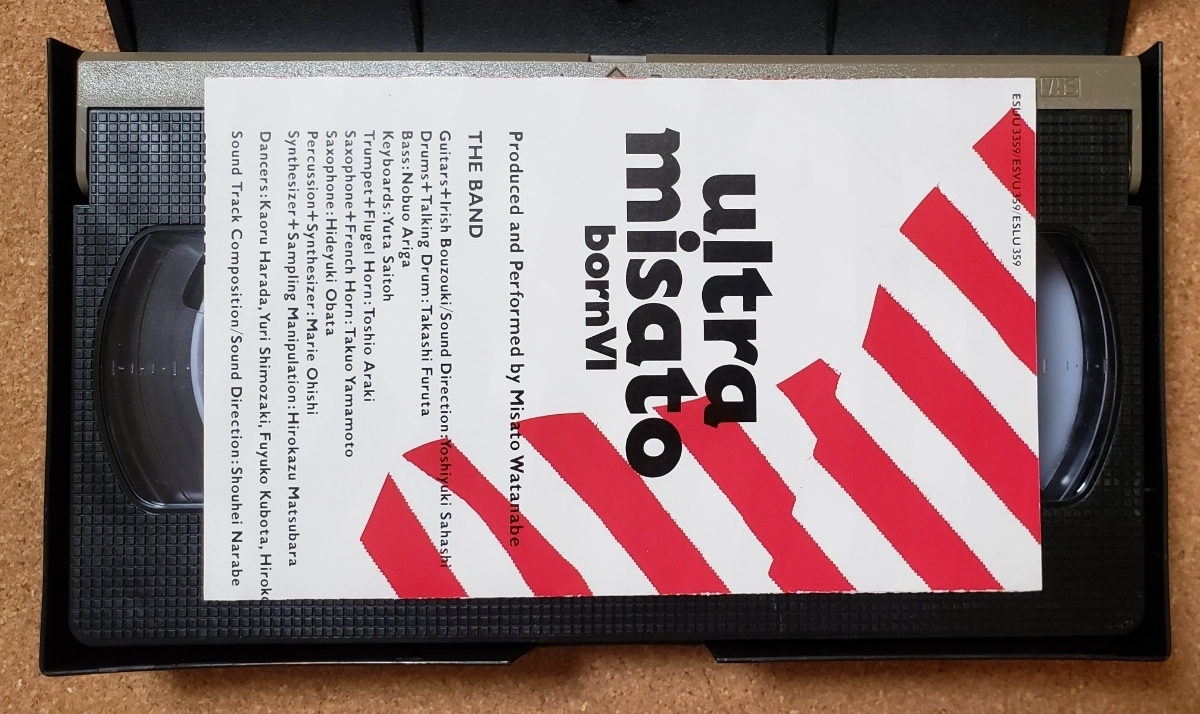 ESUU 3359/ESVU 359/ESLU 359
ultra
misato
bornVI
Produced and Performed by Misato Watanabe
THE BAND
Guitars+Irish Bouzouki/Sound Direction:Yoshiyuki Sahashi
Drums+Talking Drum:Takashi Furuta
Bass:Nobuo Ariga
Keyboards:Yuta Saitoh
Trumpet+Flugel Horn:Toshio Araki
Saxophone+French Horn:Takuo Yamamoto
Saxophone:Hideyuki Obata
Percussion+Synthesizer:Marie Ohishi
Synthesizer+Sampling Manipulation:Hirokazu Matsubara
Dancers:Kaoru Harada,Yuri Shimozaki,Fuyuko Kubota,Hiroko
Sound Track Composition/Sound Direction:Shouhei Narabe
VHS